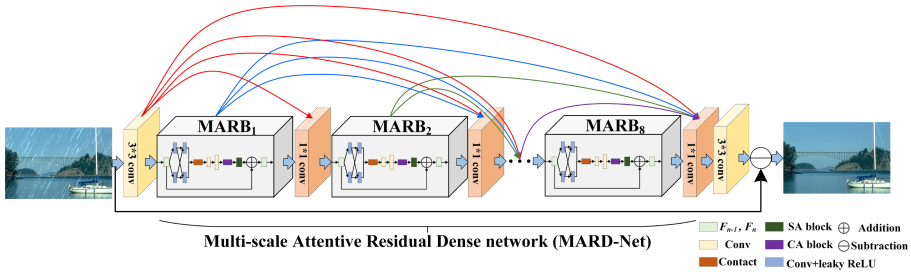 MARB1
MARB2
MARB8
3*3 conv
1*1 conv
1*1 conv
1*1 conv
3*3 conv
Multi-scale Attentive Residual Dense network (MARD-Net)
Fn-1, Fn
SA block
Addition
Conv
CA block
Subtraction
Contact
Conv+leaky ReLU